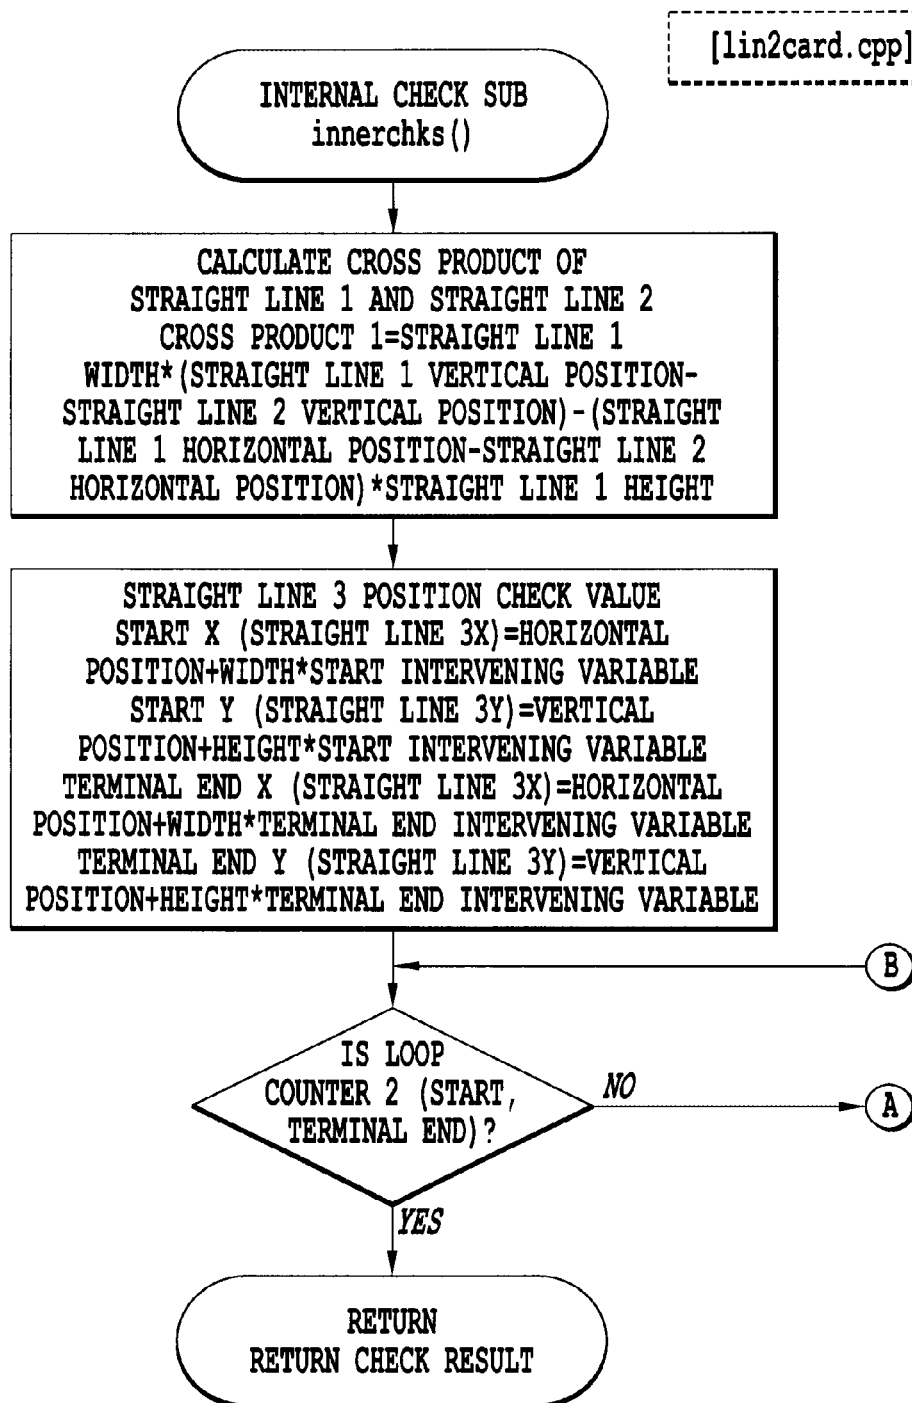 [lin2card.cpp]
INTERNAL CHECK SUB
innerchks()
CALCULATE CROSS PRODUCT OF
STRAIGHT LINE 1 AND STRAIGHT LINE 2
CROSS PRODUCT 1=STRAIGHT LINE 1
WIDTH*(STRAIGHT LINE 1 VERTICAL POSITION-
STRAIGHT LINE 2 VERTICAL POSITION)-(STRAIGHT
LINE 1 HORIZONTAL POSITION-STRAIGHT LINE 2
HORIZONTAL POSITION)*STRAIGHT LINE 1 HEIGHT
STRAIGHT LINE 3 POSITION CHECK VALUE
START X (STRAIGHT LINE 3X)=HORIZONTAL
POSITION+WIDTH*START INTERVENING VARIABLE
START Y (STRAIGHT LINE 3Y)=VERTICAL
POSITION+HEIGHT*START INTERVENING VARIABLE
TERMINAL END X (STRAIGHT LINE 3X)=HORIZONTAL
POSITION+WIDTH*TERMINAL END INTERVENING VARIABLE
TERMINAL END Y (STRAIGHT LINE 3Y)=VERTICAL
POSITION+HEIGHT*TERMINAL END INTERVENING VARIABLE
B
IS LOOP
COUNTER 2 (START,
TERMINAL END)?
NO
A
YES
RETURN
RETURN CHECK RESULT